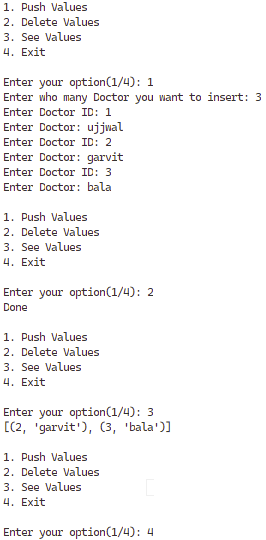 1. Push Values
2. Delete Values
3. See Values
4. Exit
Enter your option(1/4): 1
Enter who many Doctor you want to insert: 3
Enter Doctor ID: 1
Enter Doctor: ujjwal
Enter Doctor ID: 2
Enter Doctor: garvit
Enter Doctor ID: 3
Enter Doctor: bala
1. Push Values
2. Delete Values
3. See Values
4. Exit
Enter your option(1/4): 2
Done
1. Push Values
2. Delete Values
3. See Values
4. Exit
Enter your option(1/4): 3
[(2, 'garvit'), (3, 'bala')]
1. Push Values
2. Delete Values
3. See Values
4. Exit
Enter your option(1/4): 4